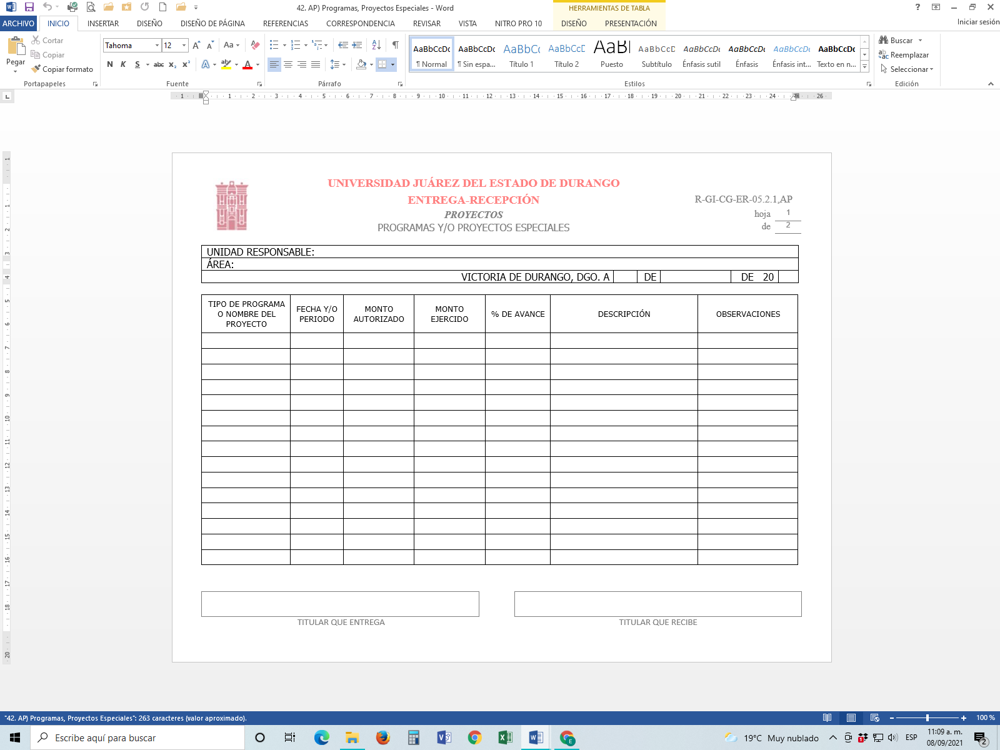 42. AP) Programas, Proyectos Especiales - Word
HERRAMIENTAS DE TABLA
?
ARCHIVO INICIO INSERTAR DISEÑO DISEÑO DE PÁGINA REFERENCIAS CORRESPONDENCIA REVISAR VISTA NITRO PRO 10 DISEÑO PRESENTACIÓN Iniciar sesión
Pegar
Cortar
Copiar
Copiar formato
Portapapeles
Tahoma 12
N K S abc x₂ x²
Fuente
Párrafo
AaBbCcDc AaBbCcDc AaBbC( AaBbCcD AaBl AaBbCcD AaBbCcDc AaBbCcDc AaBbCcDc AaBbCcDc
¶ Normal ¶ Sin espa... Título 1 Título 2 Puesto Subtítulo Énfasis sutil Énfasis Énfasis int... Texto en n...
Estilos
Buscar
Reemplazar
Seleccionar
Edición
1 1 2 3 4 5 6 7 8 9 10 11 12 13 14 15 16 17 18 19 20 21 22 23 24 26
UNIVERSIDAD JUÁREZ DEL ESTADO DE DURANGO
ENTREGA-RECEPCIÓN
PROYECTOS
PROGRAMAS Y/O PROYECTOS ESPECIALES
R-GI-CG-ER-05.2.1,AP
hoja 1
de 2
UNIDAD RESPONSABLE:
ÁREA:
VICTORIA DE DURANGO, DGO. A DE DE 20
TIPO DE PROGRAMA O NOMBRE DEL PROYECTO
FECHA Y/O PERIODO
MONTO AUTORIZADO
MONTO EJERCIDO
% DE AVANCE
DESCRIPCIÓN
OBSERVACIONES
TITULAR QUE ENTREGA
TITULAR QUE RECIBE
1 1 2 3 4 5 6 7 8 9 10 11 12 13 14 15 16 17 18 20
"42. AP) Programas, Proyectos Especiales": 263 caracteres (valor aproximado).
100 %
Escribe aquí para buscar
19°C Muy nublado
ESP
11:09 a. m.
08/09/2021
2